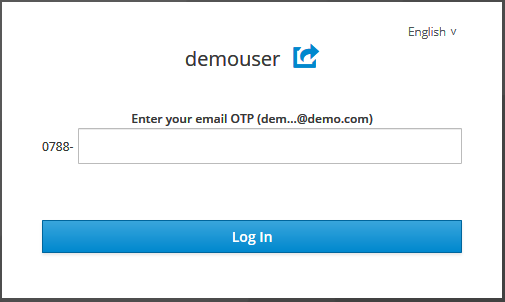 English v
demouser
Enter your email OTP (dem...@demo.com)
0788-
Log In